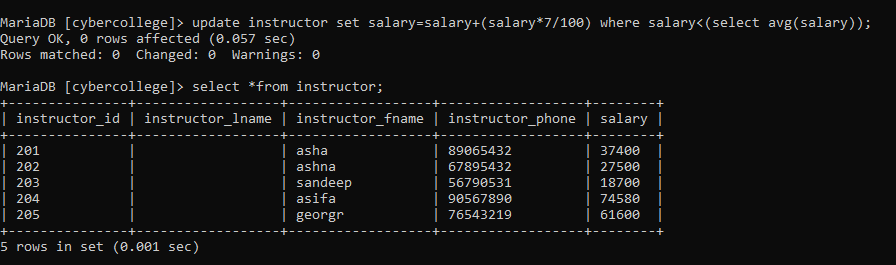 MariaDB [cybercollege]> update instructor set salary=salary+(salary*7/100) where salary<(select avg(salary));
Query OK, 0 rows affected (0.057 sec)
Rows matched: 0  Changed: 0  Warnings: 0
MariaDB [cybercollege]> select *from instructor;
+---------------+------------------+------------------+------------------+--------+
| instructor_id | instructor_lname | instructor_fname | instructor_phone | salary |
+---------------+------------------+------------------+------------------+--------+
| 201           |                  | asha             | 89065432         | 37400  |
| 202           |                  | ashna            | 67895432         | 27500  |
| 203           |                  | sandeep          | 56790531         | 18700  |
| 204           |                  | asifa            | 90567890         | 74580  |
| 205           |                  | georgr           | 76543219         | 61600  |
+---------------+------------------+------------------+------------------+--------+
5 rows in set (0.001 sec)